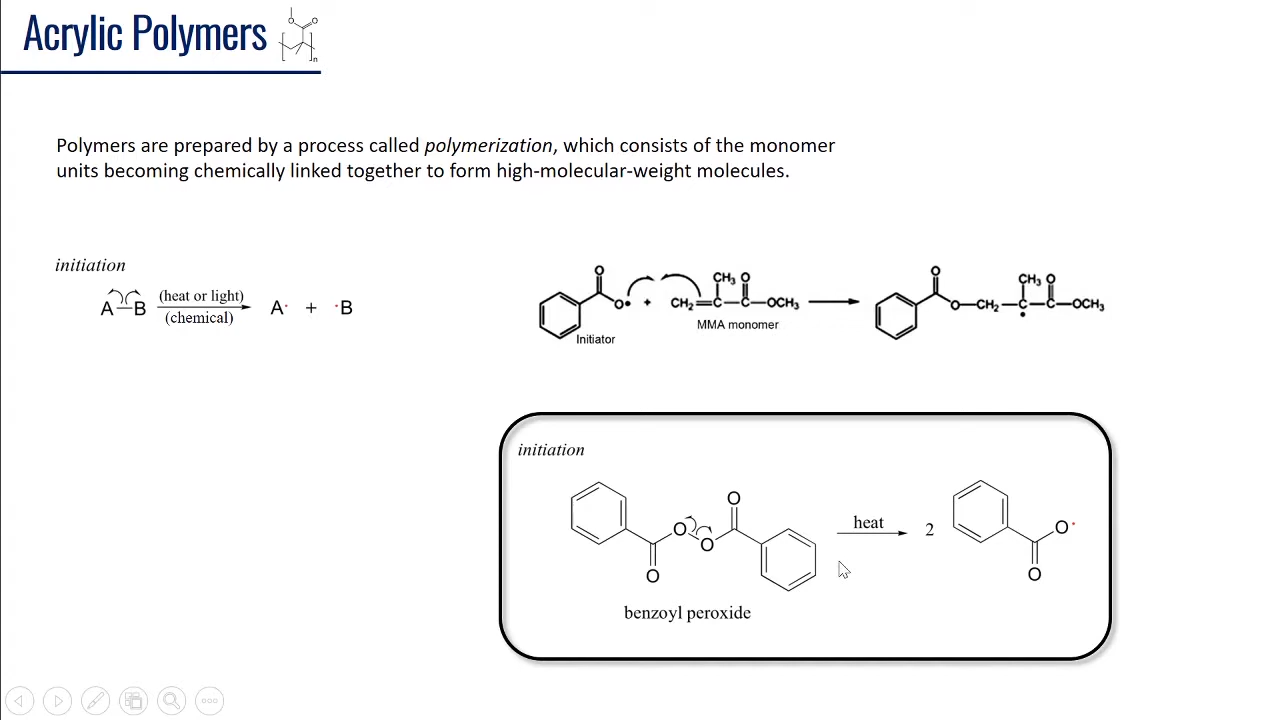 Acrylic Polymers
O
O
n
Polymers are prepared by a process called polymerization, which consists of the monomer
units becoming chemically linked together to form high-molecular-weight molecules.
initiation
A—B (heat or light) A· + ·B
(chemical)
O CH3 O
O• + CH2=C—C—OCH3
Initiator
MMA monomer
O CH3 O
O—CH2—C—C—OCH3
initiation
O
O
O
O
heat
2
O·
O
benzoyl peroxide